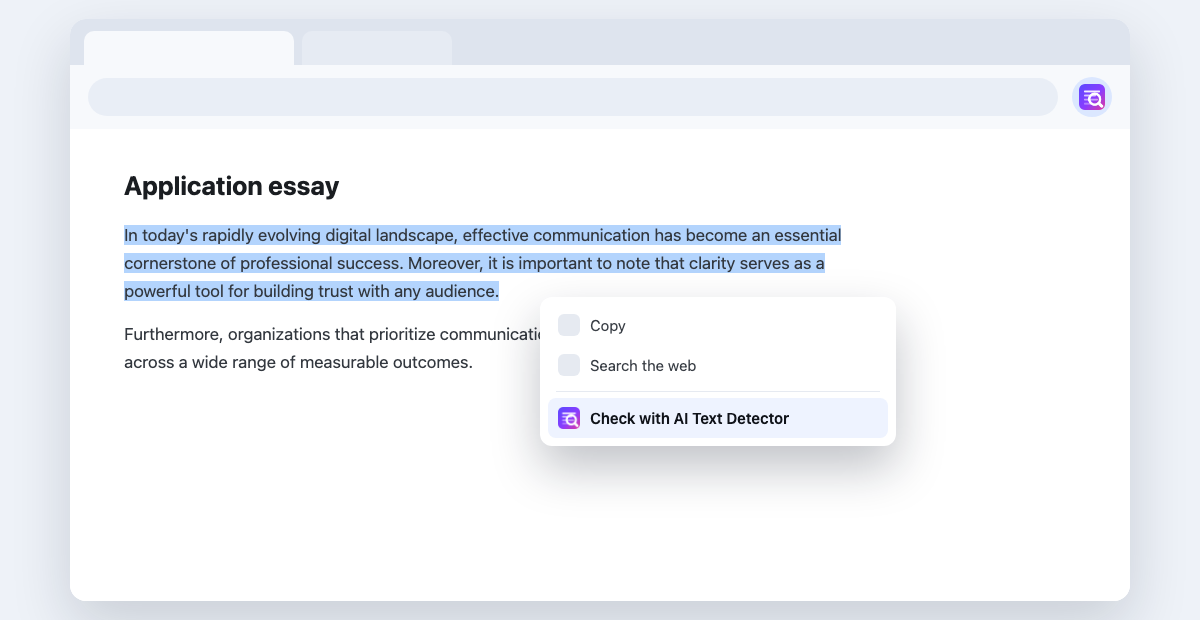 Application essay
In today's rapidly evolving digital landscape, effective communication has become an essential
cornerstone of professional success. Moreover, it is important to note that clarity serves as a
powerful tool for building trust with any audience.
Furthermore, organizations that prioritize
across a wide range of measurable outcomes.
Copy
Search the web
Check with AI Text Detector